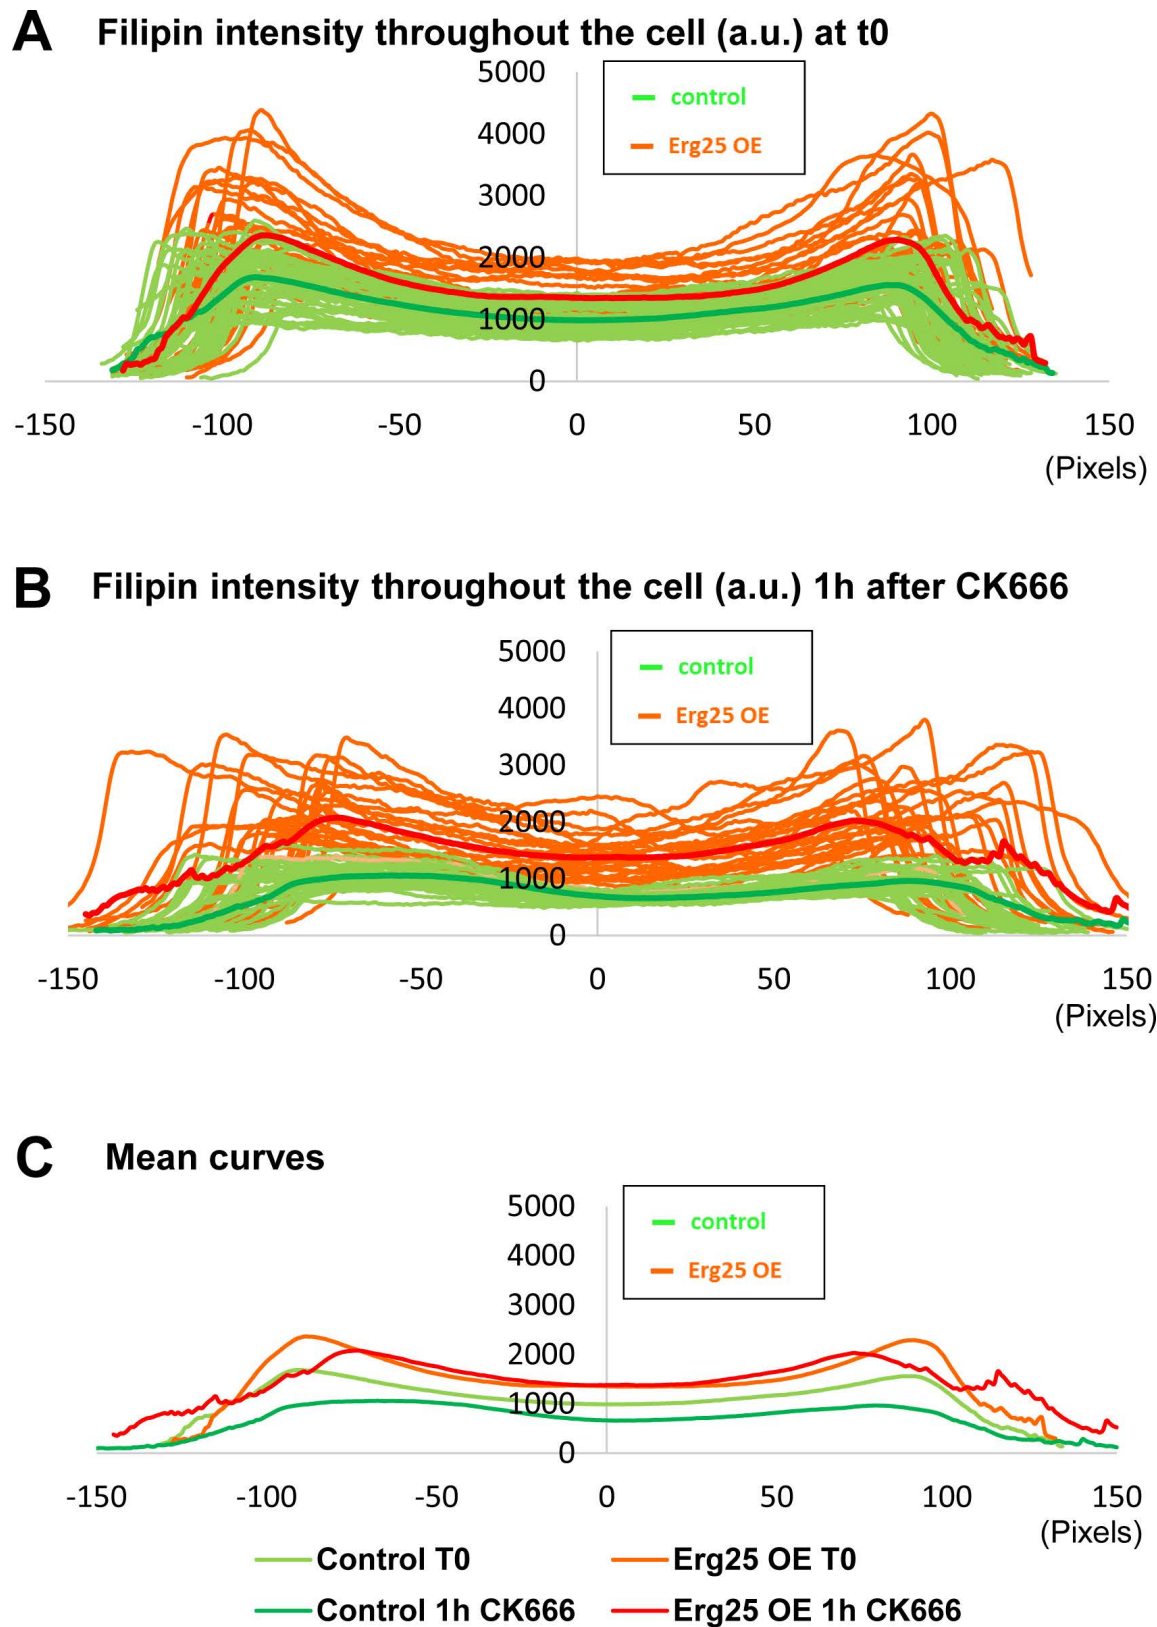 A Filipin intensity throughout the cell (a.u.) at t0
5000
control
4000
Erg25 OE
3000
2000
1000
0
-150 -100 -50 0 50 100 150
(Pixels)
B Filipin intensity throughout the cell (a.u.) 1h after CK666
5000
control
4000
Erg25 OE
3000
2000
1000
0
-150 -100 -50 0 50 100 150
(Pixels)
C Mean curves
5000
control
4000
Erg25 OE
3000
2000
1000
0
-150 -100 -50 0 50 100 150
(Pixels)
Control T0 Erg25 OE T0
Control 1h CK666 Erg25 OE 1h CK666